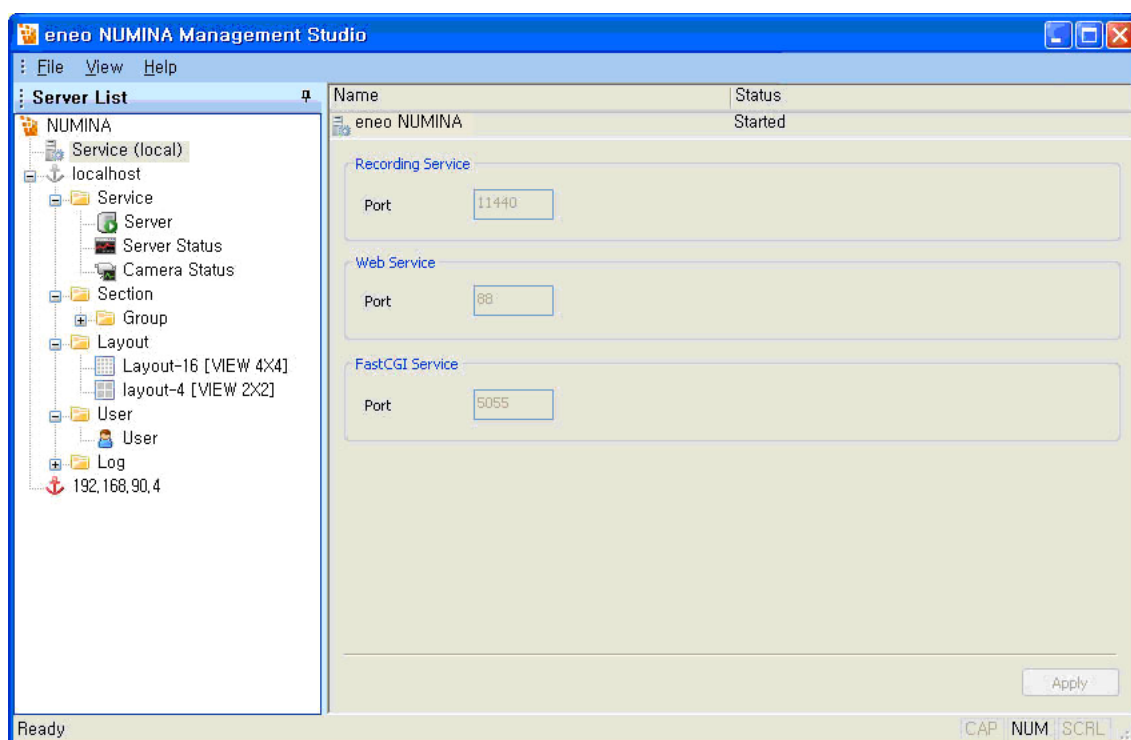 eneo NUMINA Management Studio
File View Help
Server List
Name Status
NUMINA
eneo NUMINA Started
Service (local)
localhost
Service
Server
Server Status
Camera Status
Section
Group
Layout
Layout-16 [VIEW 4X4]
layout-4 [VIEW 2X2]
User
User
Log
192,168,90,4
Recording Service
Port 11440
Web Service
Port 88
FastCGI Service
Port 5055
Apply
Ready CAP NUM SCRL